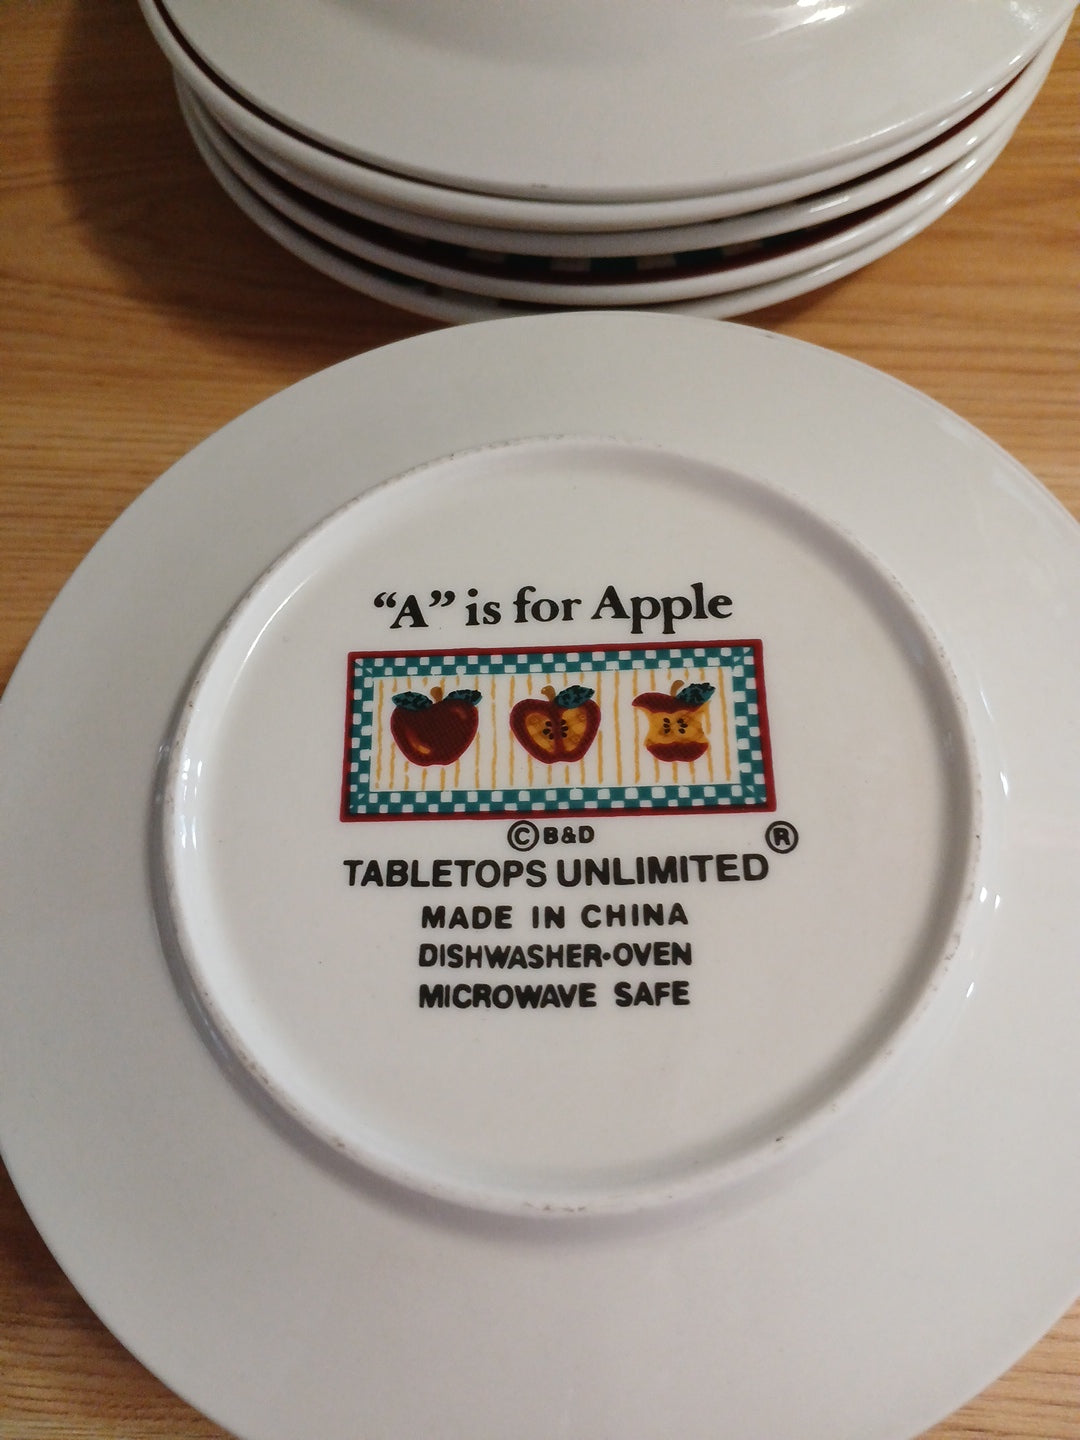 “A” is for Apple
© B&D
TABLETOPS UNLIMITED ®
MADE IN CHINA
DISHWASHER·OVEN
MICROWAVE SAFE